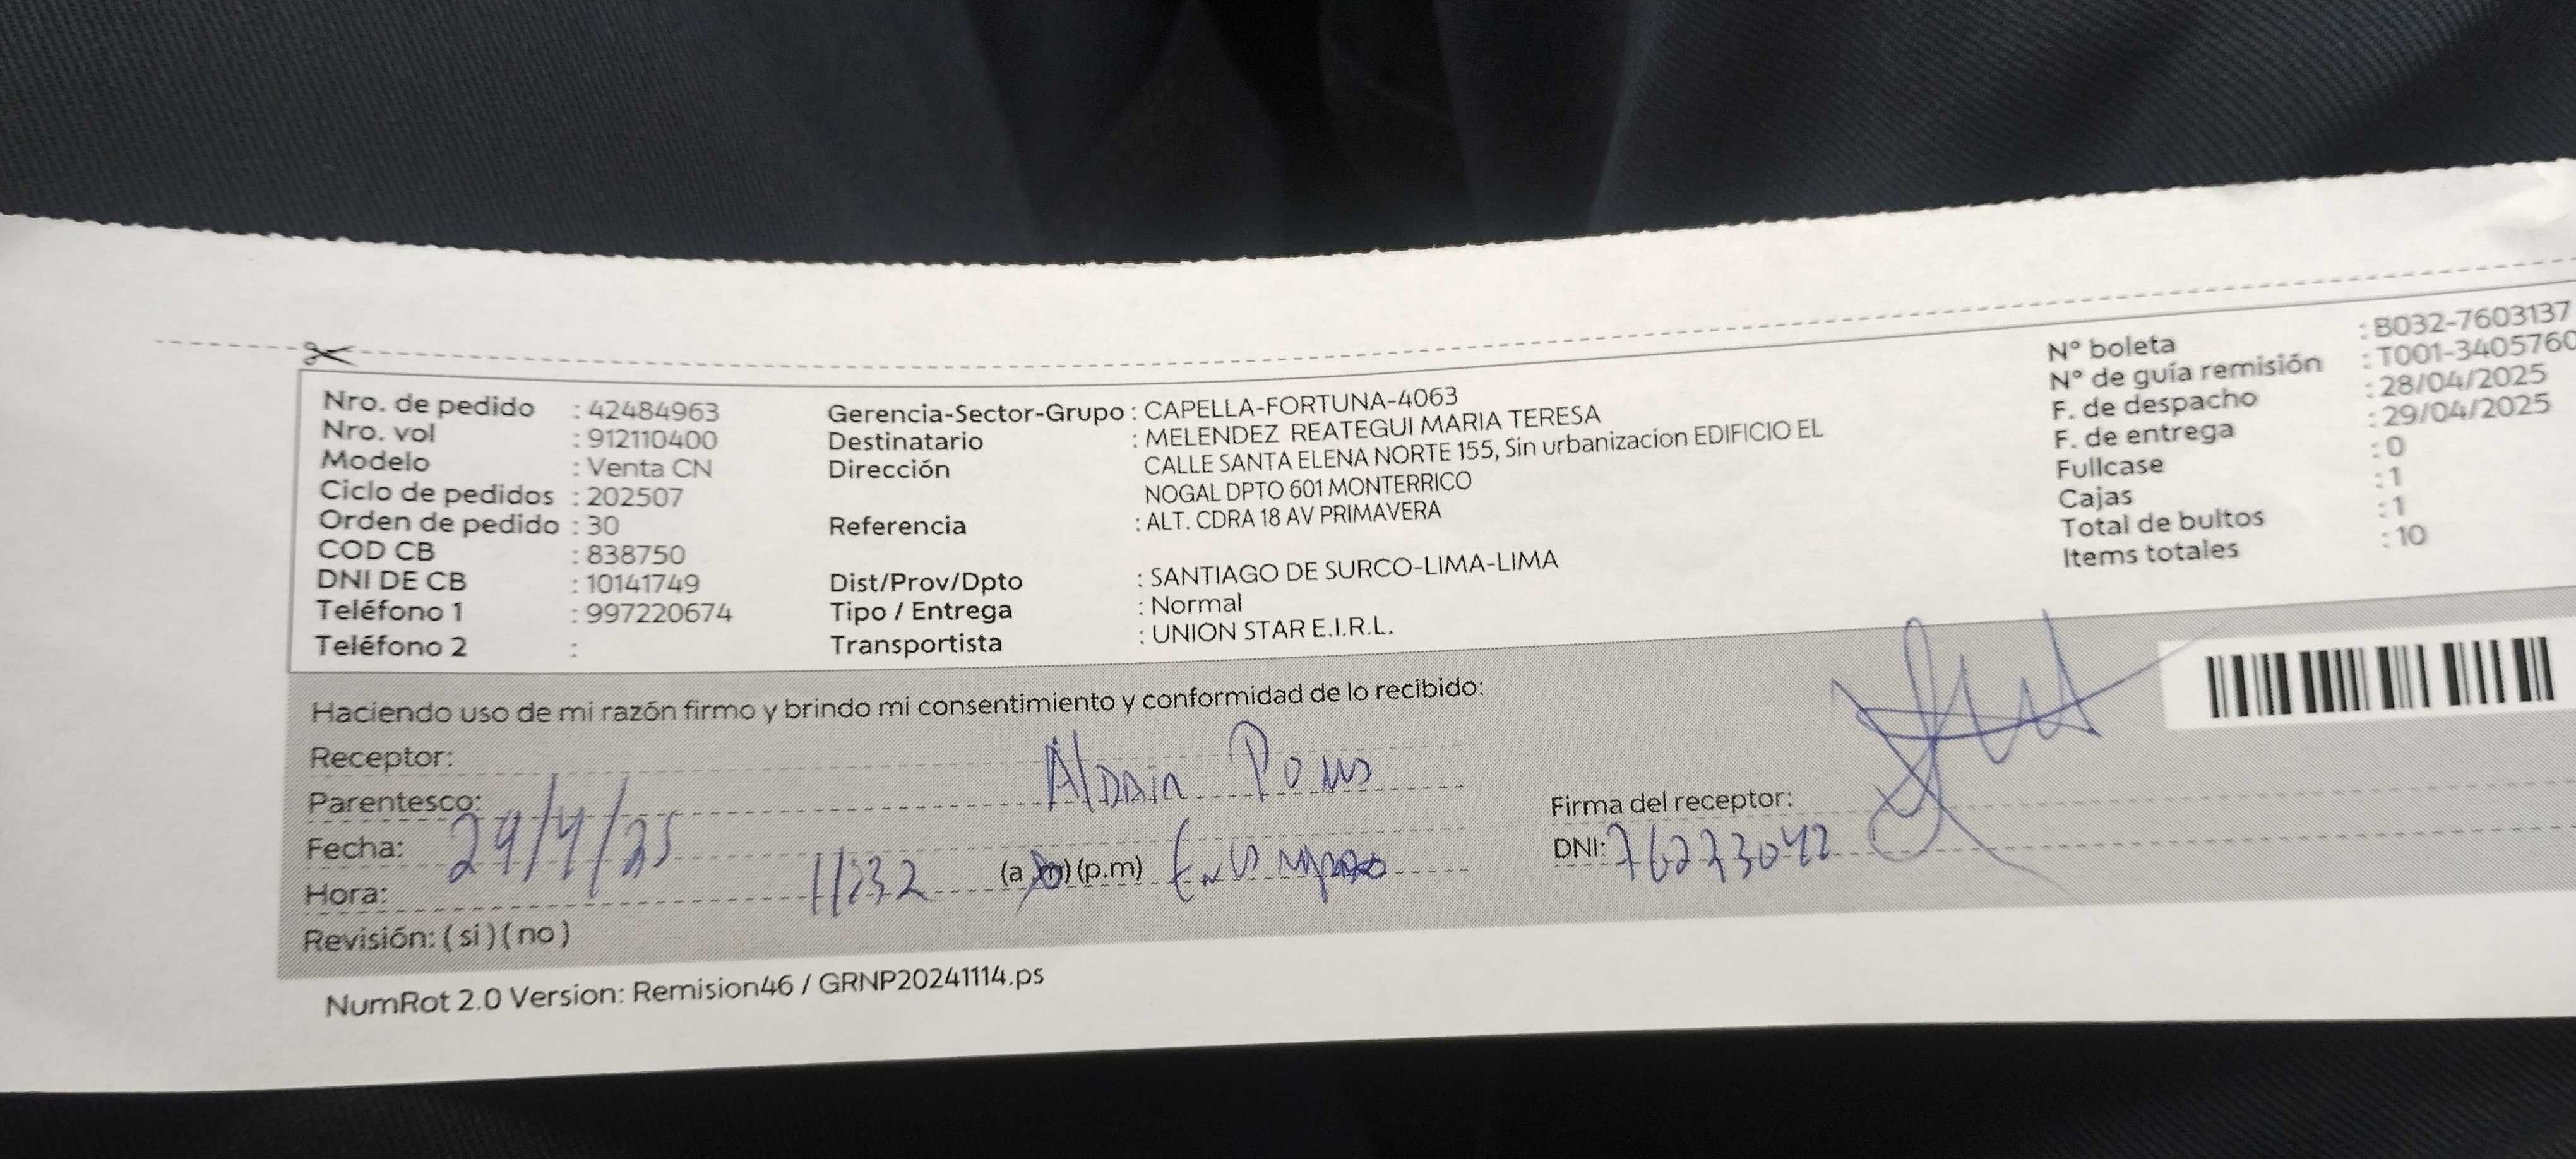 Nro. de pedido : 42484963
Nro. vol : 912110400
Modelo : Venta CN
Ciclo de pedidos : 202507
Orden de pedido : 30
COD CB : 838750
DNI DE CB : 10141749
Teléfono 1 : 997220674
Teléfono 2 :
Gerencia-Sector-Grupo : CAPELLA-FORTUNA-4063
Destinatario : MELENDEZ REATEGUI MARIA TERESA
Dirección CALLE SANTA ELENA NORTE 155, Sin urbanizacion EDIFICIO EL
NOGAL DPTO 601 MONTERRICO
Referencia : ALT. CDRA 18 AV PRIMAVERA
Dist/Prov/Dpto : SANTIAGO DE SURCO-LIMA-LIMA
Tipo / Entrega : Normal
Transportista : UNION STAR E.I.R.L.
N° boleta : B032-7603137
N° de guía remisión : T001-3405760
F. de despacho : 28/04/2025
F. de entrega : 29/04/2025
Fullcase : 0
Cajas : 1
Total de bultos : 1
Items totales : 10
Haciendo uso de mi razón firmo y brindo mi consentimiento y conformidad de lo recibido:
Receptor:
Parentesco:
Fecha: 29/4/25
Hora: 11:32 (a.m) (p.m)
Revisión: (si) (no)
Firma del receptor:
DNI: 76273042
NumRot 2.0 Version: Remision46 / GRNP20241114.ps